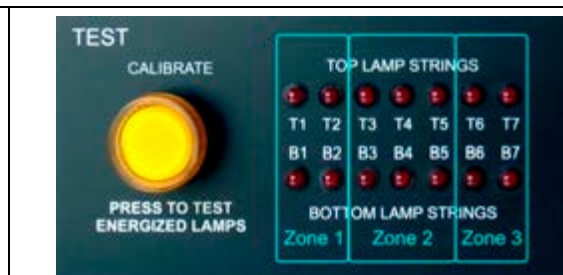 TEST
CALIBRATE
PRESS TO TEST
ENERGIZED LAMPS
TOP LAMP STRINGS
T1 T2 T3 T4 T5 T6 T7
B1 B2 B3 B4 B5 B6 B7
BOTTOM LAMP STRINGS
Zone 1 Zone 2 Zone 3